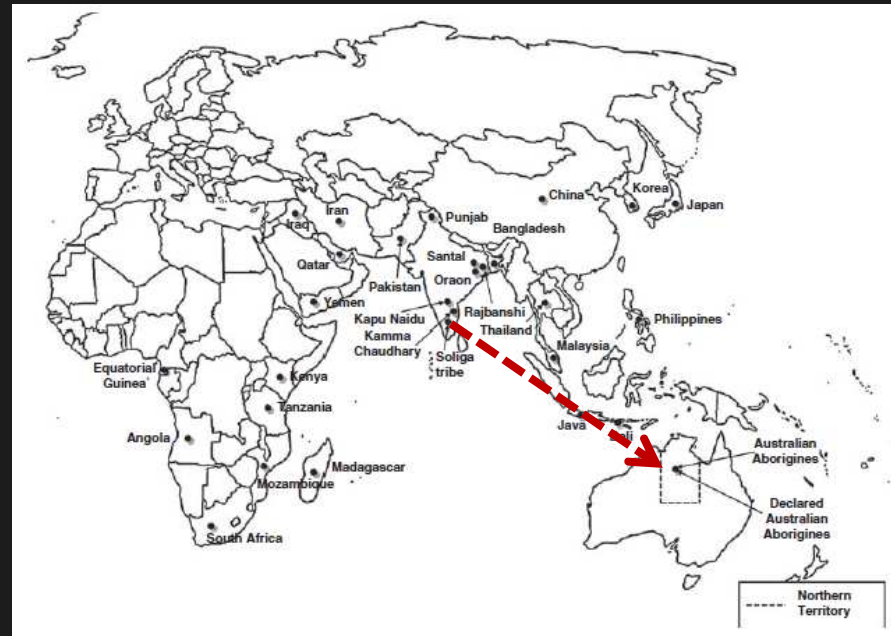 China
Korea
Japan
Iran
Iraq
Punjab
Bangladesh
Qatar
Santal
Pakistan
Oraon
Yemen
Kapu Naidu
Rajbanshi
Kamma
Chaudhary
Thailand
Philippines
Soliga
tribe
Malaysia
Equatorial
Guinea
Kenya
Tanzania
Java
Angola
Australian
Aborigines
Madagascar
Mozambique
Declared
Australian
Aborigines
South Africa
Northern
Territory